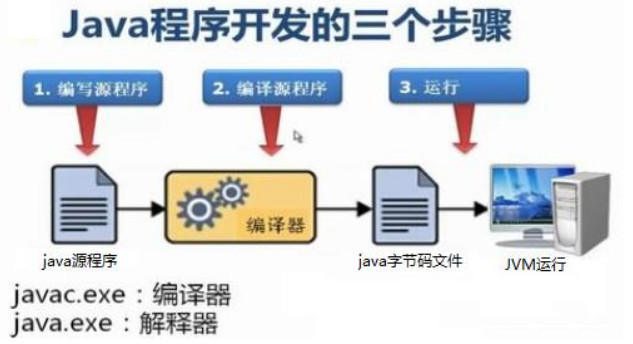 Java程序开发的三个步骤
1. 编写源程序
2. 编译源程序
3. 运行
编译器
java源程序
java字节码文件
JVM运行
javac.exe：编译器
java.exe：解释器